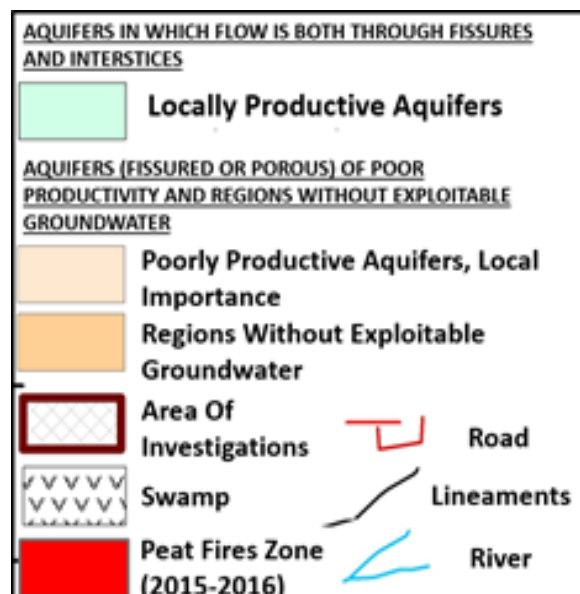 AQUIFERS IN WHICH FLOW IS BOTH THROUGH FISSURES
AND INTERSTICES
Locally Productive Aquifers
AQUIFERS (FISSURED OR POROUS) OF POOR
PRODUCTIVITY AND REGIONS WITHOUT EXPLOITABLE
GROUNDWATER
Poorly Productive Aquifers, Local
Importance
Regions Without Exploitable
Groundwater
Area Of
Investigations
Road
Swamp
Lineaments
Peat Fires Zone
(2015-2016)
River